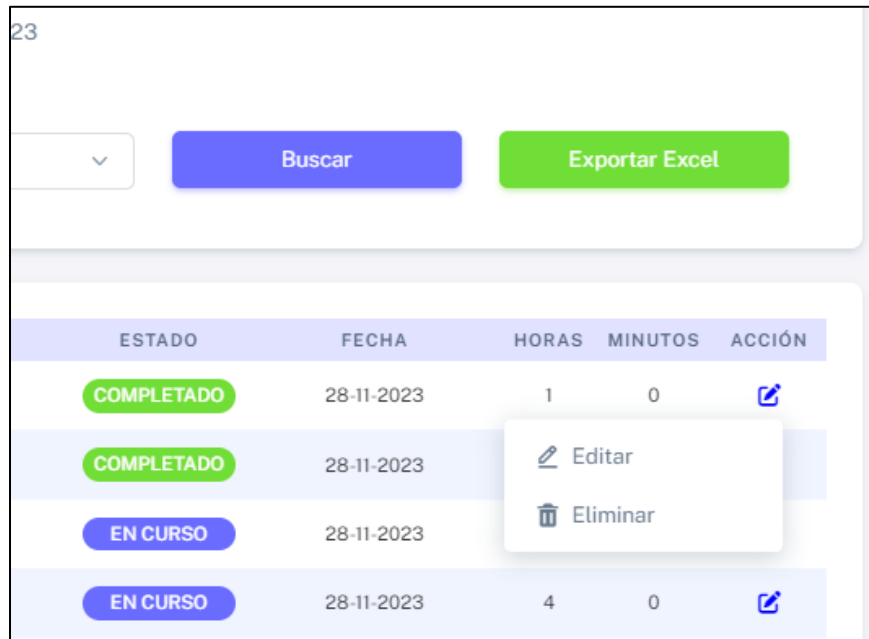 23
Buscar Exportar Excel
ESTADO FECHA HORAS MINUTOS ACCIÓN
COMPLETADO 28-11-2023 1 0
Editar
COMPLETADO 28-11-2023
Eliminar
EN CURSO 28-11-2023
EN CURSO 28-11-2023 4 0